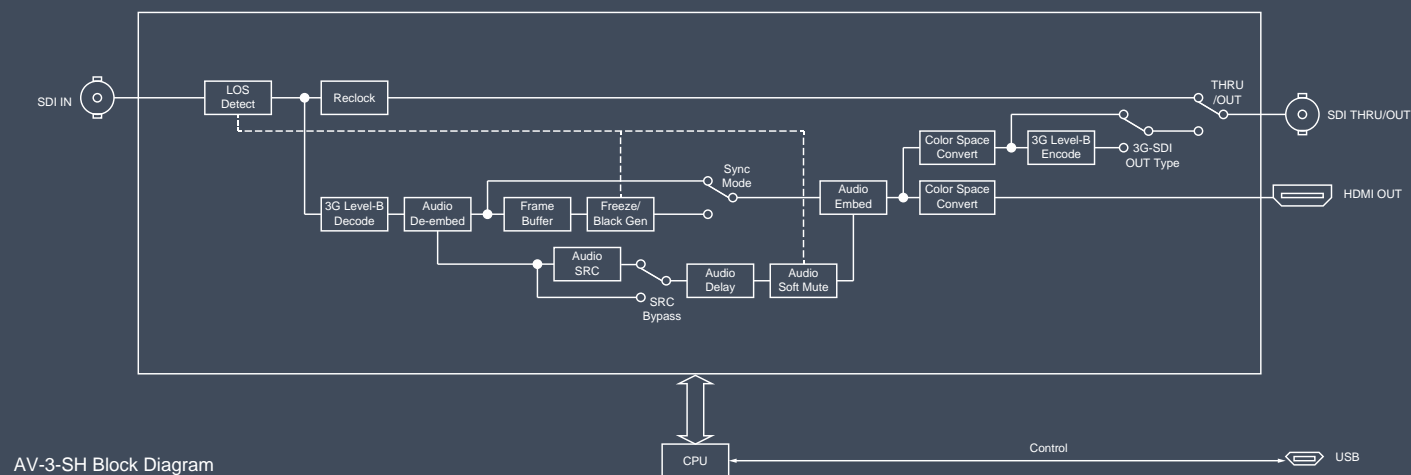 SDI IN
LOS
Detect
Reclock
THRU
/OUT
SDI THRU/OUT
Color Space
Convert
3G Level-B
Encode
3G-SDI
OUT Type
Sync
Mode
3G Level-B
Decode
Audio
De-embed
Frame
Buffer
Freeze/
Black Gen
Audio
Embed
Color Space
Convert
HDMI OUT
Audio
SRC
SRC
Bypass
Audio
Delay
Audio
Soft Mute
AV-3-SH Block Diagram
CPU
Control
USB